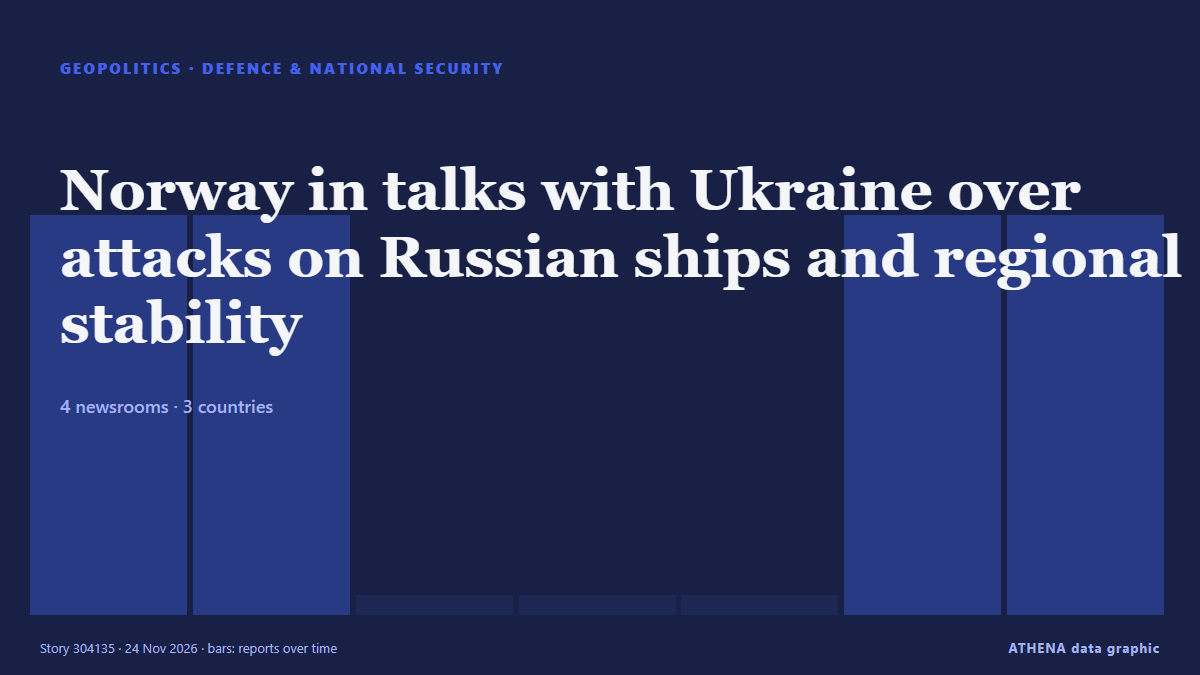 GEOPOLITICS · DEFENCE & NATIONAL SECURITY
Norway in talks with Ukraine over
attacks on Russian ships and regional
stability
4 newsrooms · 3 countries
Story 304135 · 24 Nov 2026 · bars: reports over time
ATHENA data graphic